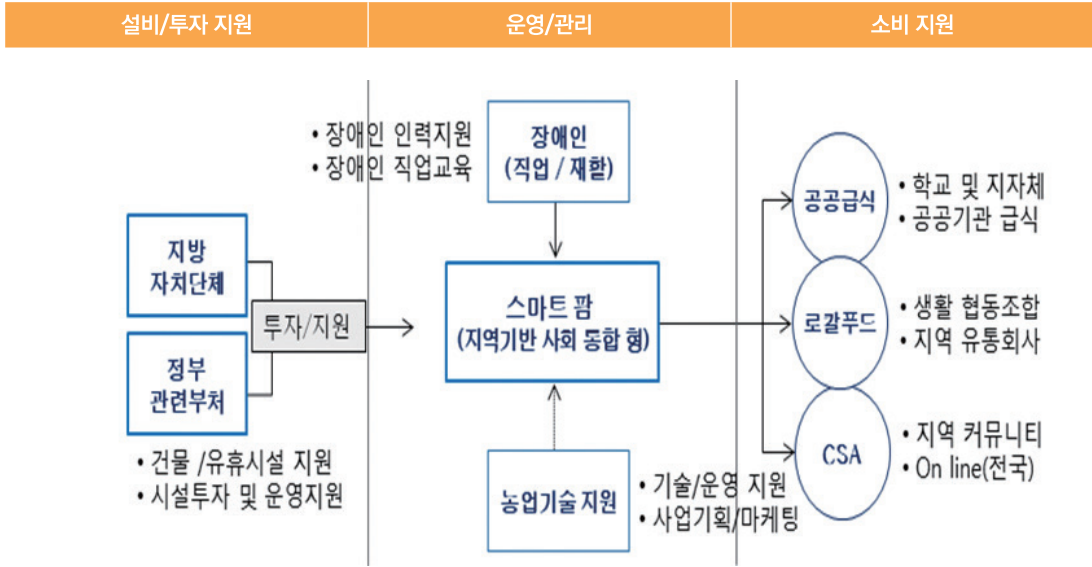 설비/투자 지원
운영/관리
소비 지원
지방
자치단체
정부
관련부처
투자/지원
• 건물 /유휴시설 지원
• 시설투자 및 운영지원
• 장애인 인력지원
• 장애인 직업교육
장애인
(직업 / 재활)
스마트 팜
(지역기반 사회 통합 형)
농업기술 지원
• 기술/운영 지원
• 사업기획/마케팅
공공급식
• 학교 및 지자체
• 공공기관 급식
로칼푸드
• 생활 협동조합
• 지역 유통회사
CSA
• 지역 커뮤니티
• On line(전국)